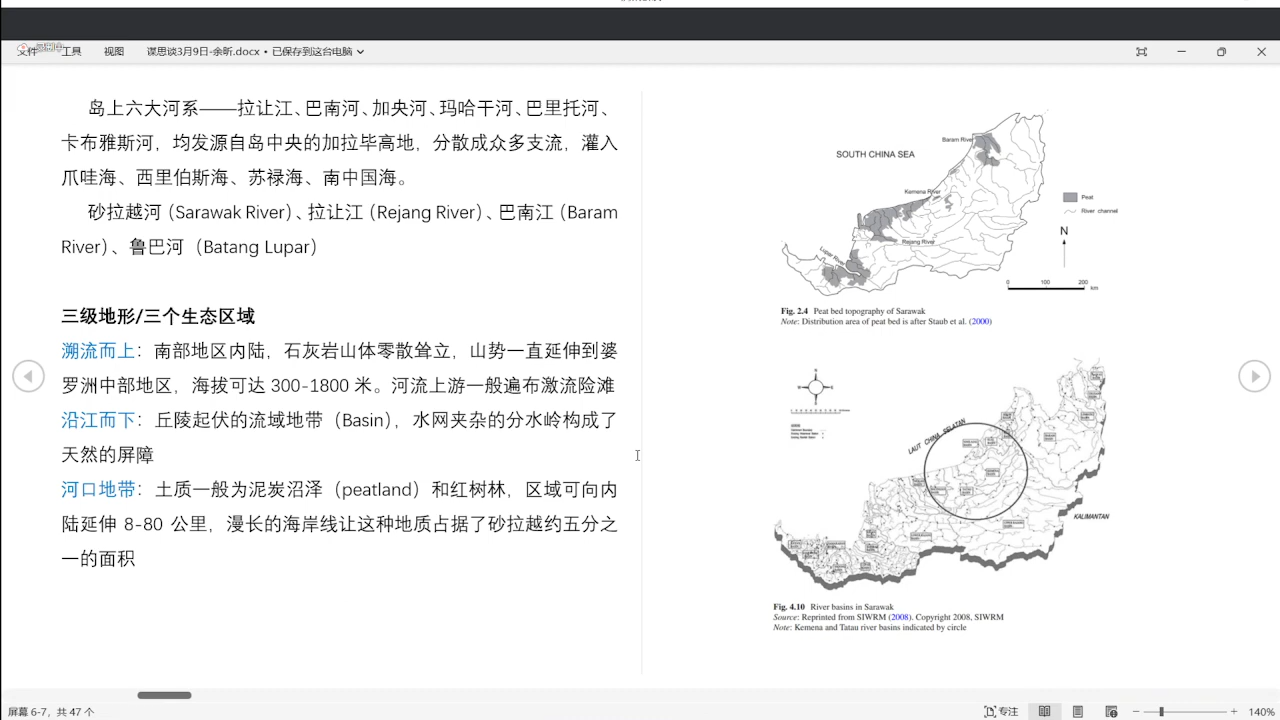 文件
工具
视图
谋思谈3月9日-余昕.docx • 已保存到这台电脑
岛上六大河系——拉让江、巴南河、加央河、玛哈干河、巴里托河、
卡布雅斯河，均发源自岛中央的加拉毕高地，分散成众多支流，灌入
爪哇海、西里伯斯海、苏禄海、南中国海。
砂拉越河（Sarawak River）、拉让江（Rejang River）、巴南江（Baram
River）、鲁巴河（Batang Lupar）
三级地形/三个生态区域
溯流而上：南部地区内陆，石灰岩山体零散耸立，山势一直延伸到婆
罗洲中部地区，海拔可达 300-1800 米。河流上游一般遍布激流险滩
沿江而下：丘陵起伏的流域地带（Basin），水网夹杂的分水岭构成了
天然的屏障
河口地带：土质一般为泥炭沼泽（peatland）和红树林，区域可向内
陆延伸 8-80 公里，漫长的海岸线让这种地质占据了砂拉越约五分之
一的面积
SOUTH CHINA SEA
Baram River
Kemena River
Rejang River
Lupar River
Peat
River channel
N
0 100 200
km
Fig. 2.4 Peat bed topography of Sarawak
Note: Distribution area of peat bed is after Staub et al. (2000)
LAUT CHINA SELATAN
KALIMANTAN
Fig. 4.10 River basins in Sarawak
Source: Reprinted from SIWRM (2008). Copyright 2008, SIWRM
Note: Kemena and Tatau river basins indicated by circle
屏幕 6-7，共 47 个
专注
140%